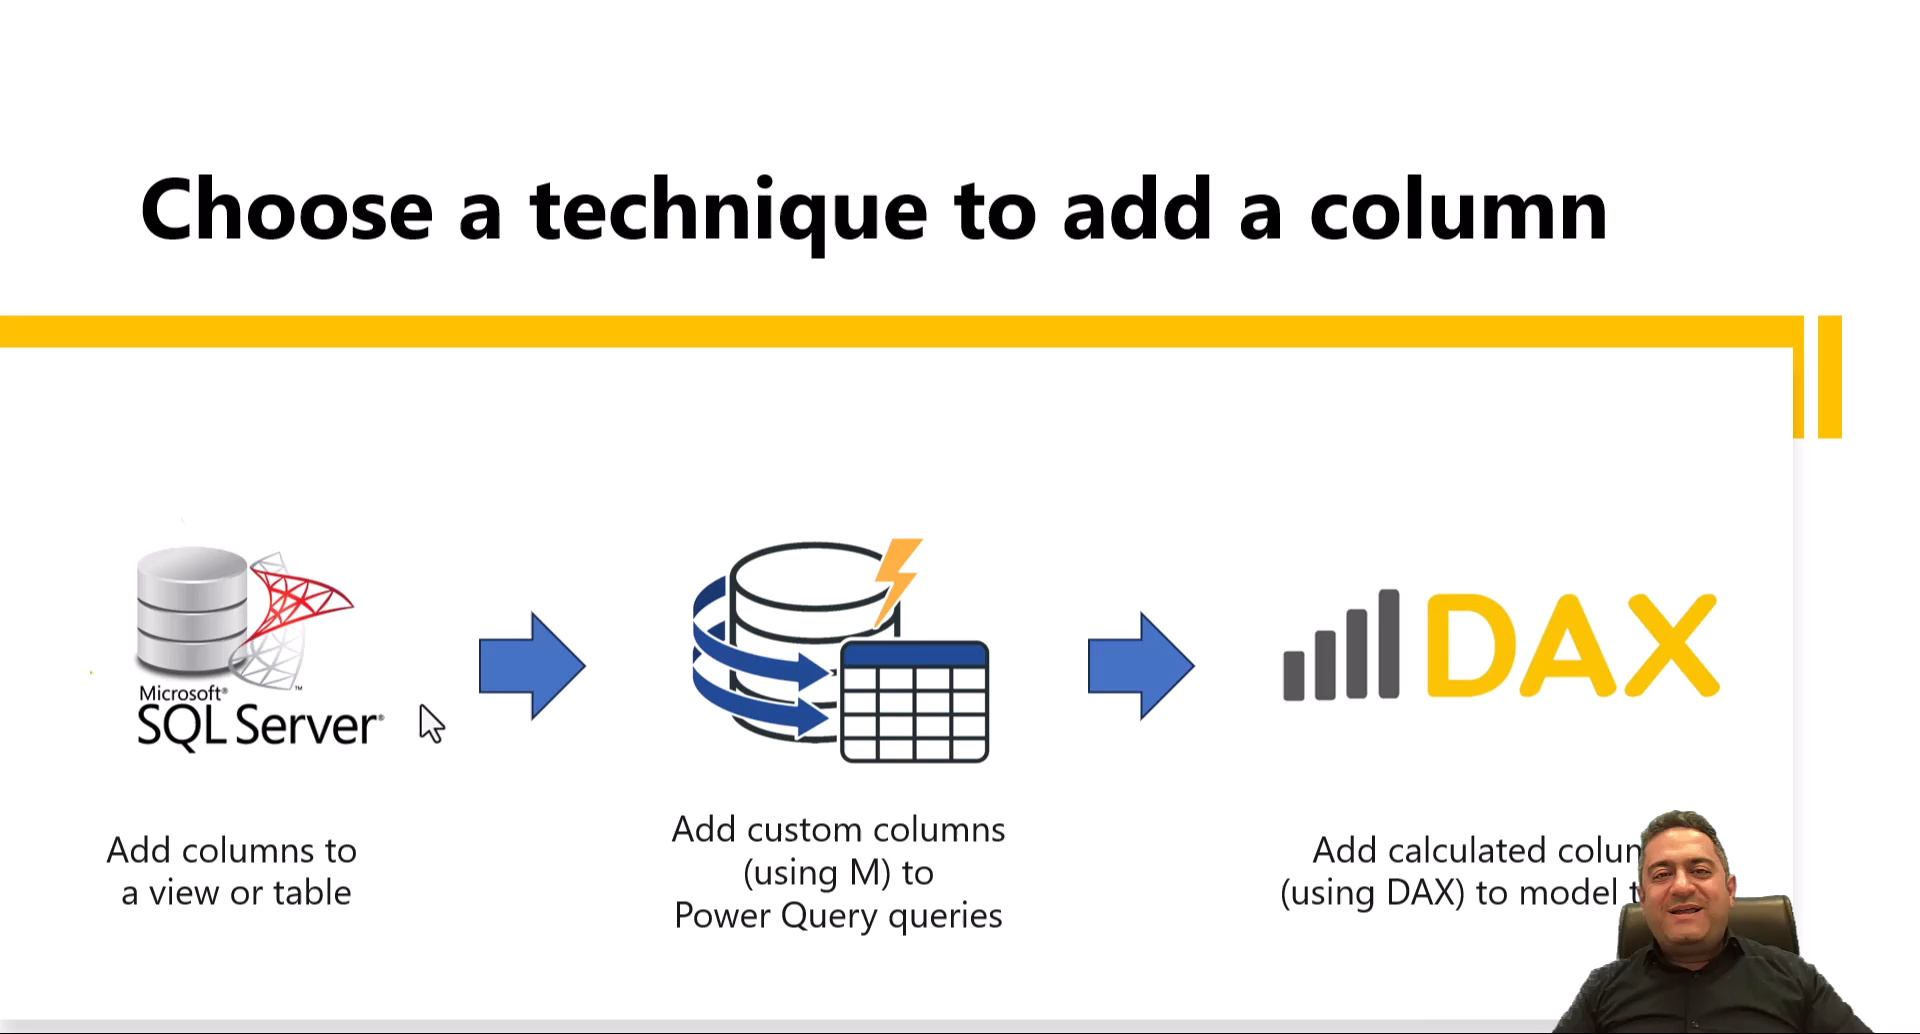 Choose a technique to add a column
Microsoft®
SQL Server®
DAX
Add columns to
a view or table
Add custom columns
(using M) to
Power Query queries
Add calculated
(using DAX) to model